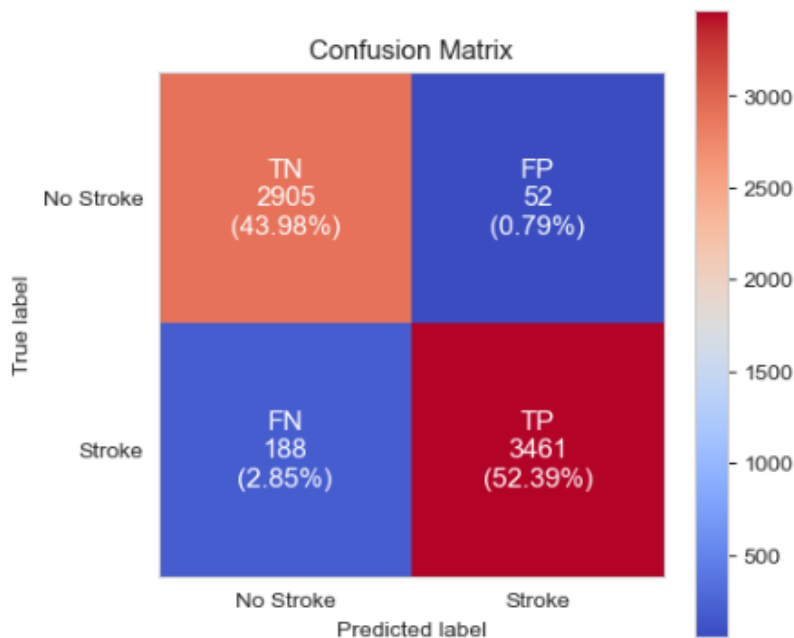 Confusion Matrix
No Stroke
TN
2905
(43.98%)
FP
52
(0.79%)
True label
Stroke
FN
188
(2.85%)
TP
3461
(52.39%)
No Stroke
Stroke
Predicted label
3000
2500
2000
1500
1000
500